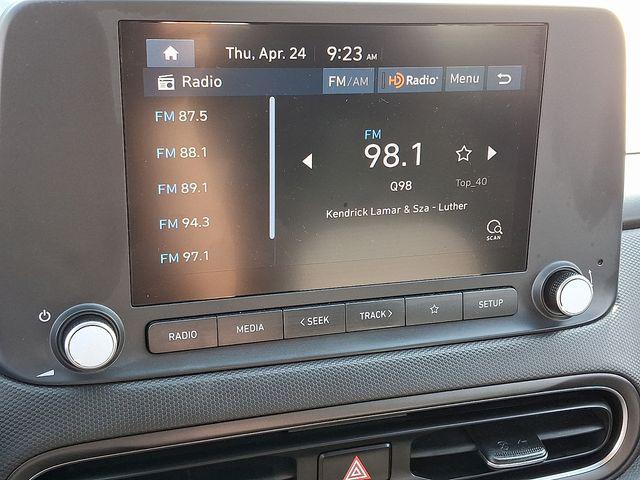 Thu, Apr. 24 9:23 AM
Radio FM/AM HD Radio Menu
FM 87.5
FM 88.1
FM 89.1
FM 94.3
FM 97.1
FM
98.1
Q98 Top_40
Kendrick Lamar & Sza - Luther
SCAN
RADIO MEDIA < SEEK TRACK > SETUP